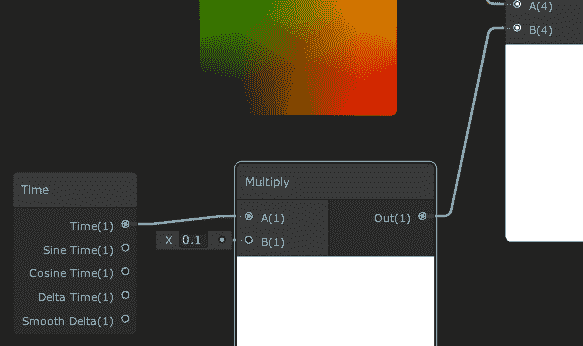 A(4)
B(4)
Time
Time(1)
Sine Time(1)
Cosine Time(1)
Delta Time(1)
Smooth Delta(1)
X 0.1
Multiply
A(1)
B(1)
Out(1)